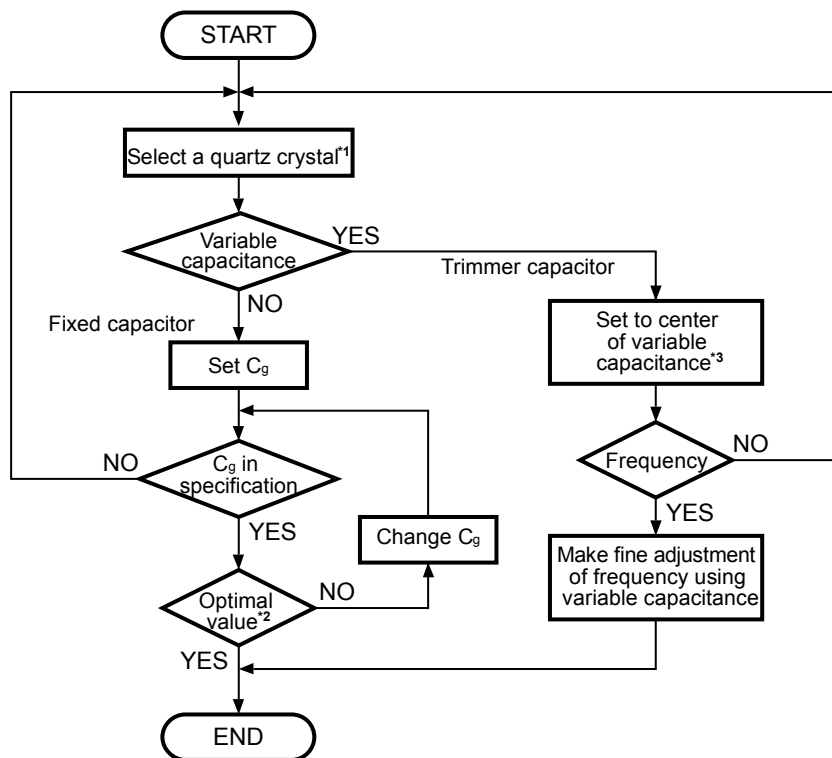 START
Select a quartz crystal*1
Variable
capacitance
YES
Trimmer capacitor
NO
Fixed capacitor
Set Cg
Set to center
of variable
capacitance*3
Cg in
specification
NO
YES
Frequency
NO
YES
Change Cg
Make fine adjustment
of frequency using
variable capacitance
Optimal
value*2
NO
YES
END